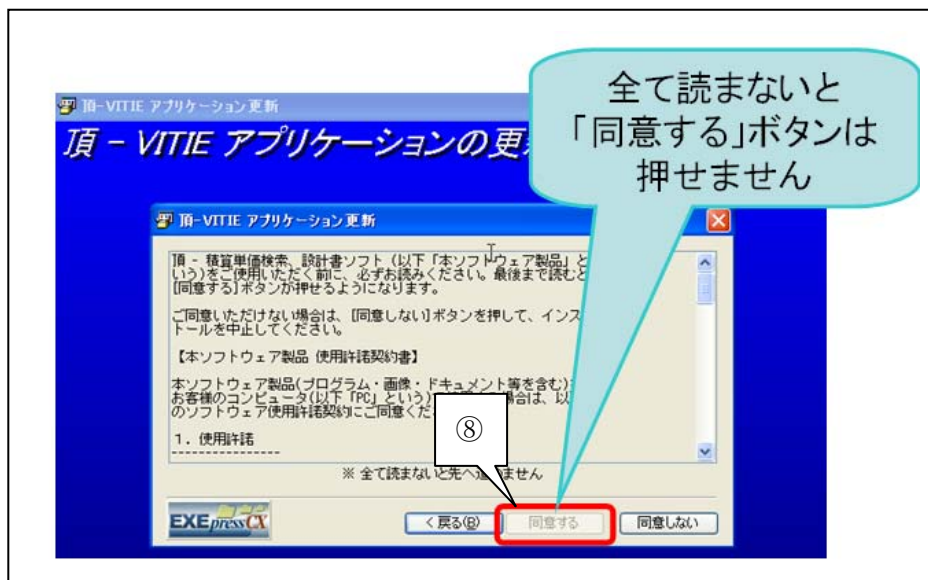 全て読まないと
「同意する」ボタンは
押せません
頂-VITIE アプリケーション更新
頂 - VITIE アプリケーションの更
頂-VITIE アプリケーション更新
頂 - 積算単価検索、設計書ソフト (以下「本ソフトウェア製品」と
いう)をご使用いただく前に、必ずお読みください。最後まで読むと
[同意する]ボタンが押せるようになります。
ご同意いただけない場合は、[同意しない]ボタンを押して、インス
トールを中止してください。
【本ソフトウェア製品 使用許諾契約書】
本ソフトウェア製品(プログラム・画像・ドキュメント等を含む)
お客様のコンピュータ(以下「PC」という) 場合は、以
のソフトウェア使用許諾契約にご同意くだ
1. 使用許諾
----------------
⑧
※ 全て読まないと先へ進めません
EXEpressCX
< 戻る(B)
同意する
同意しない